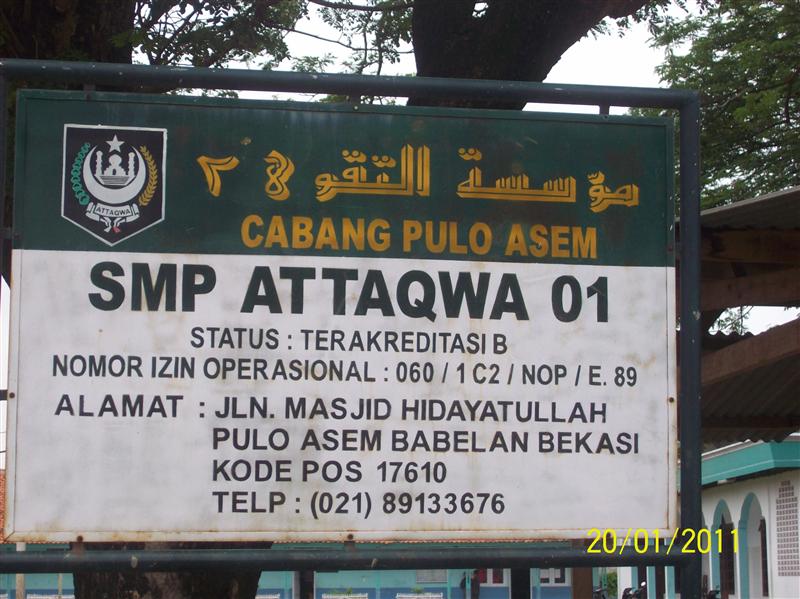 مؤسسة
ATTAQWA
CABANG PULO ASEM
SMP ATTAQWA 01
STATUS : TERAKREDITASI B
NOMOR IZIN OPERASIONAL : 060 / 1 C2 / NOP / E. 89
ALAMAT : JLN. MASJID HIDAYATULLAH
PULO ASEM BABELAN BEKASI
KODE POS 17610
TELP : (021) 89133676
20/01/2011